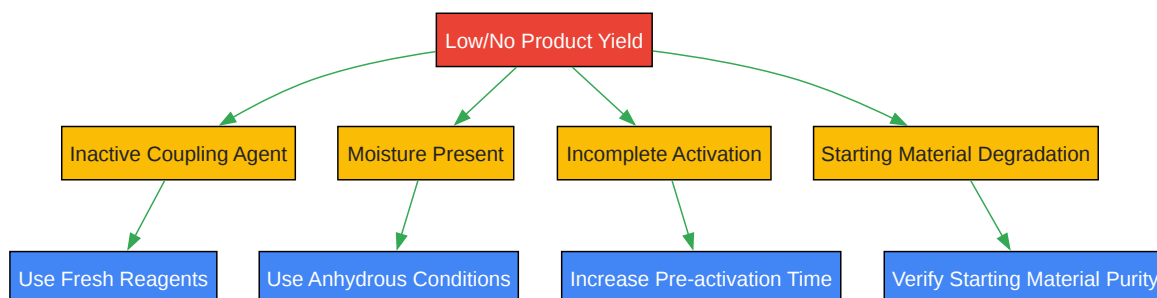 Low/No Product Yield
Inactive Coupling Agent
Moisture Present
Incomplete Activation
Starting Material Degradation
Use Fresh Reagents
Use Anhydrous Conditions
Increase Pre-activation Time
Verify Starting Material Purity